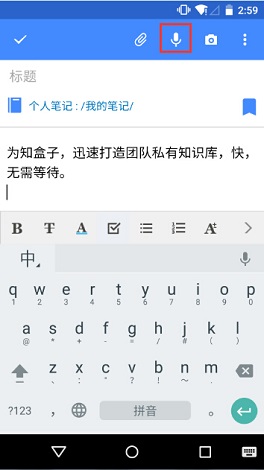 2:59
标题
个人笔记 : /我的笔记/
为知盒子，迅速打造团队私有知识库，快，
无需等待。
B T A A
中
q w e r t y u i o p
1 2 3 4 5 6 7 8 9 0
a s d f g h j k l
z x c v b n m
?123 , 拼音 。